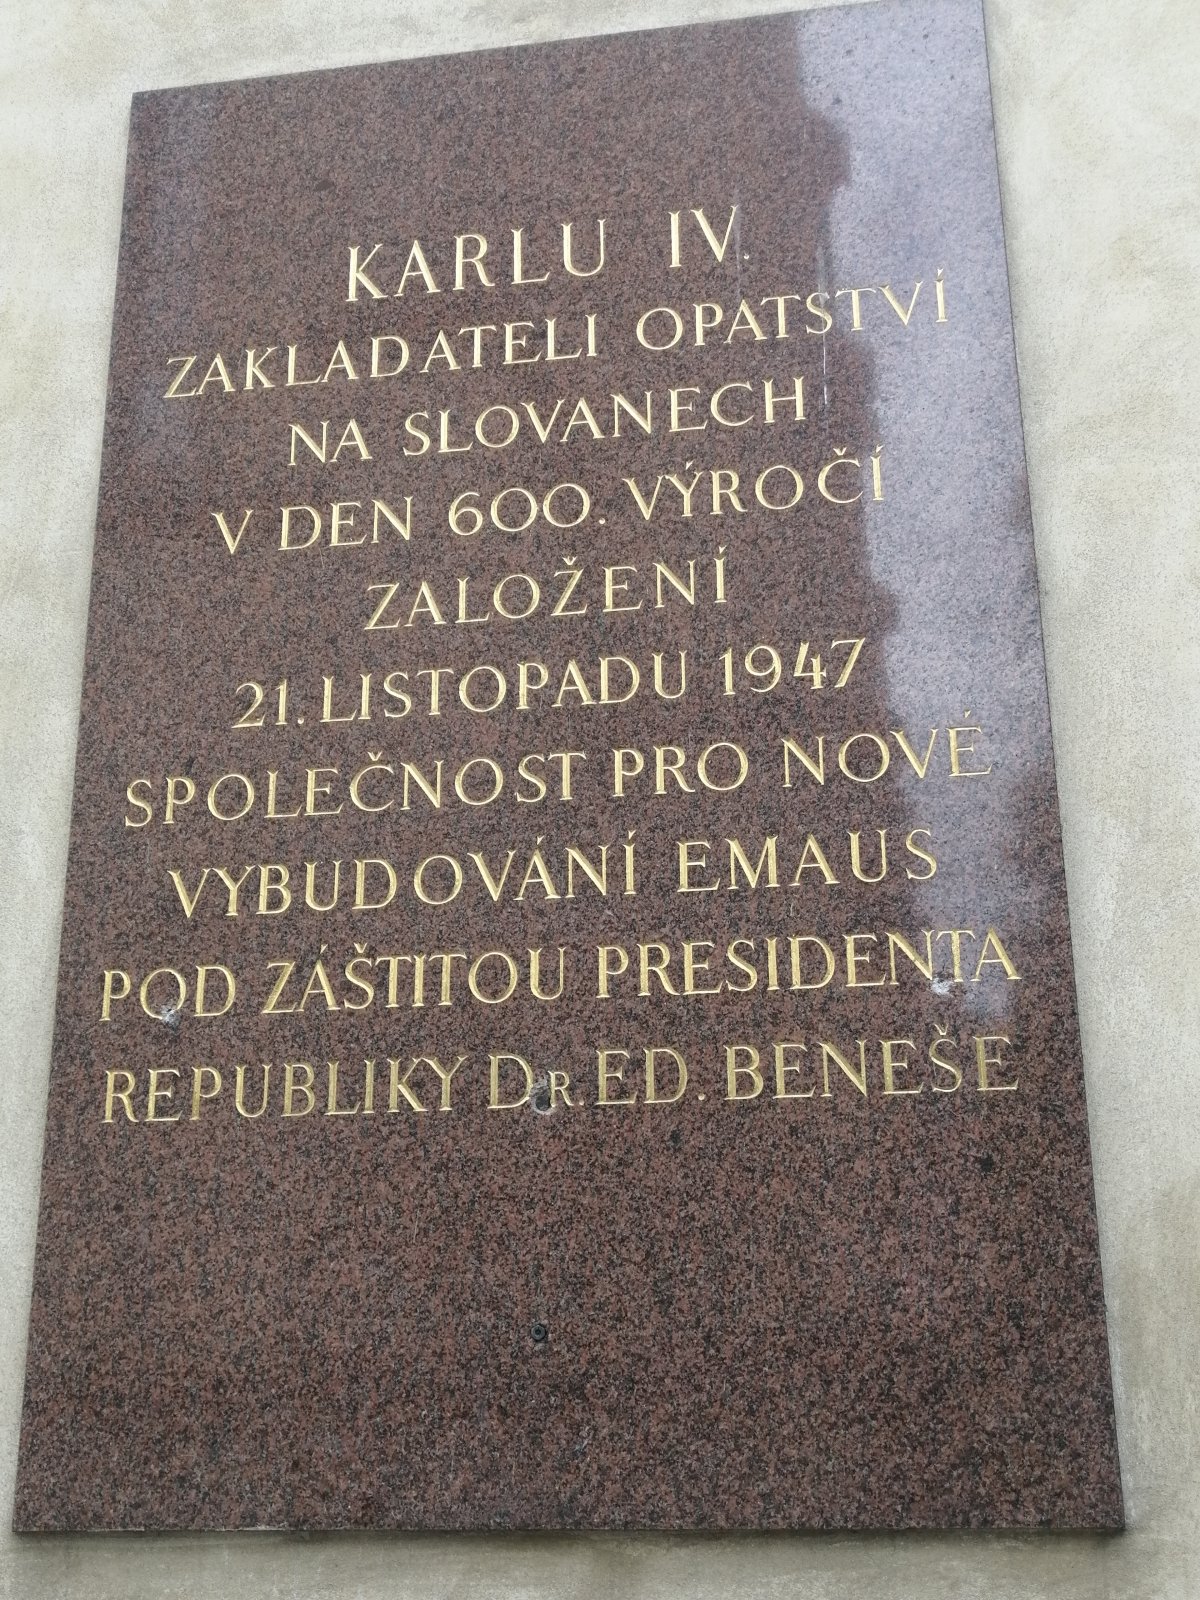 KARLU IV.
ZAKLADATELI OPATSTVÍ
NA SLOVANECH
V DEN 600. VÝROČÍ
ZALOŽENÍ
21. LISTOPADU 1947
SPOLEČNOST PRO NOVÉ
VYBUDOVÁNÍ EMAUS
POD ZÁŠTITOU PRESIDENTA
REPUBLIKY DR. ED. BENEŠE